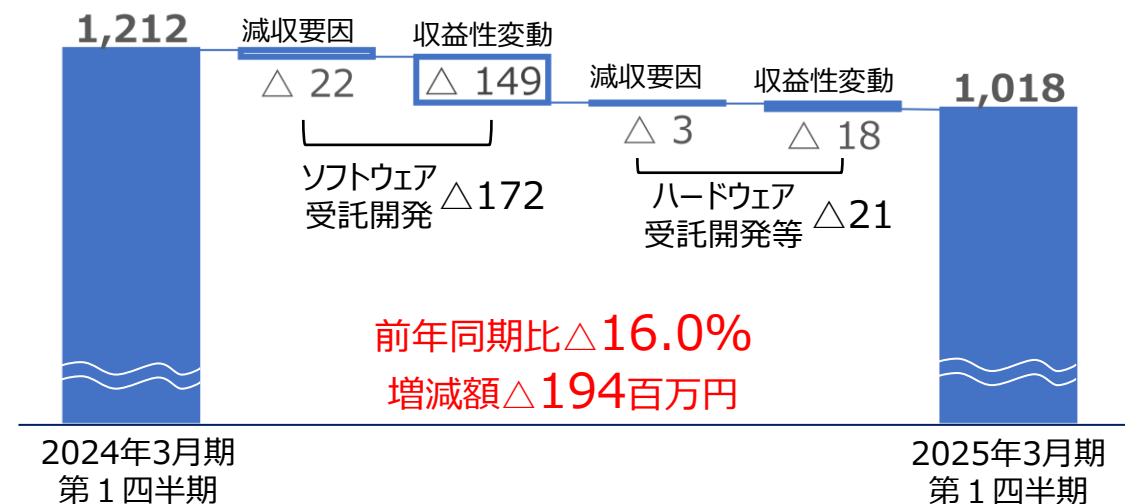 1,212
減収要因
△ 22
収益性変動
△ 149
ソフトウェア
受託開発 △172
減収要因
△ 3
収益性変動
△ 18
ハードウェア
受託開発等 △21
1,018
前年同期比△16.0%
増減額△194百万円
2024年3月期
第１四半期
2025年3月期
第１四半期